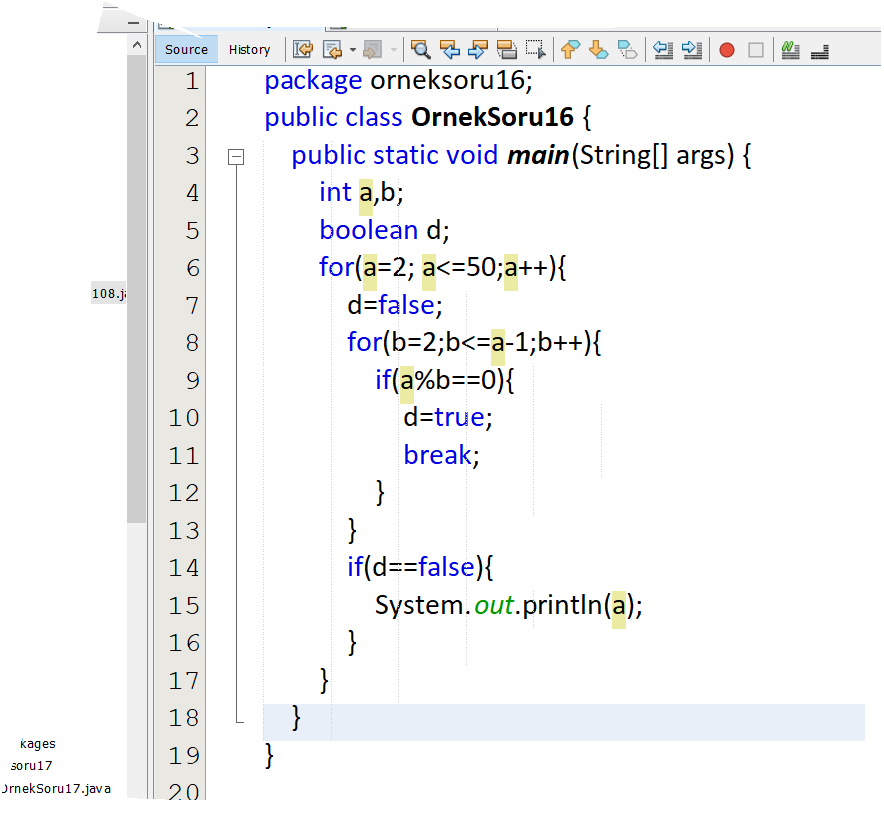 Source History
108.ja
1 package orneksoru16;
2 public class OrnekSoru16 {
3 public static void main(String[] args) {
4 int a,b;
5 boolean d;
6 for(a=2; a<=50;a++){
7 d=false;
8 for(b=2;b<=a-1;b++){
9 if(a%b==0){
10 d=true;
11 break;
12 }
13 }
14 if(d==false){
15 System.out.println(a);
16 }
17 }
18 }
19 }
20
kages
soru17
OrnekSoru17.java